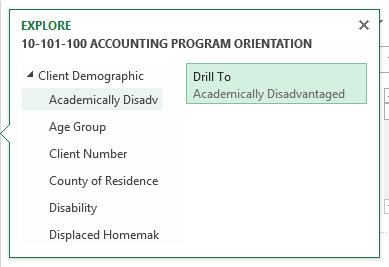 EXPLORE
10-101-100 ACCOUNTING PROGRAM ORIENTATION
Client Demographic
Academically Disadv
Age Group
Client Number
County of Residence
Disability
Displaced Homemak
Drill To
Academically Disadvantaged